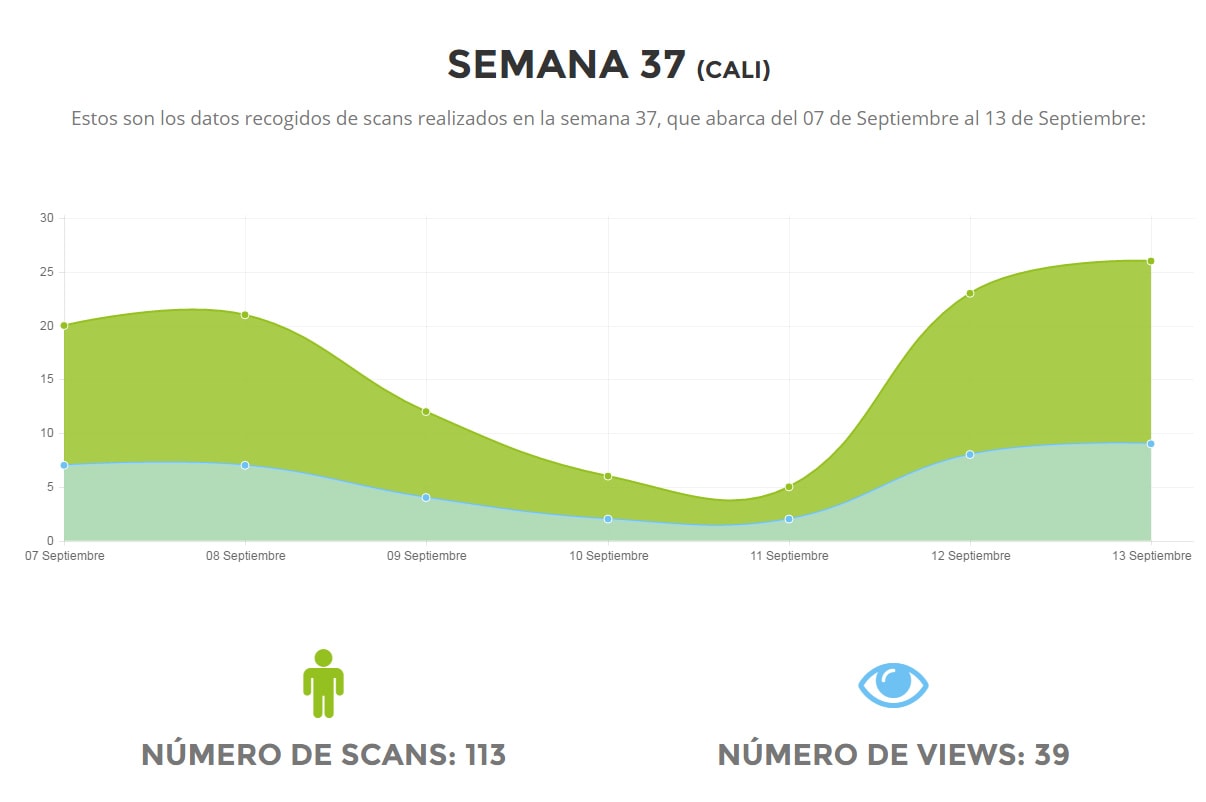 SEMANA 37 (CALI)
Estos son los datos recogidos de scans realizados en la semana 37, que abarca del 07 de Septiembre al 13 de Septiembre:
30
25
20
15
10
5
0
07 Septiembre
08 Septiembre
09 Septiembre
10 Septiembre
11 Septiembre
12 Septiembre
13 Septiembre
NÚMERO DE SCANS: 113
NÚMERO DE VIEWS: 39